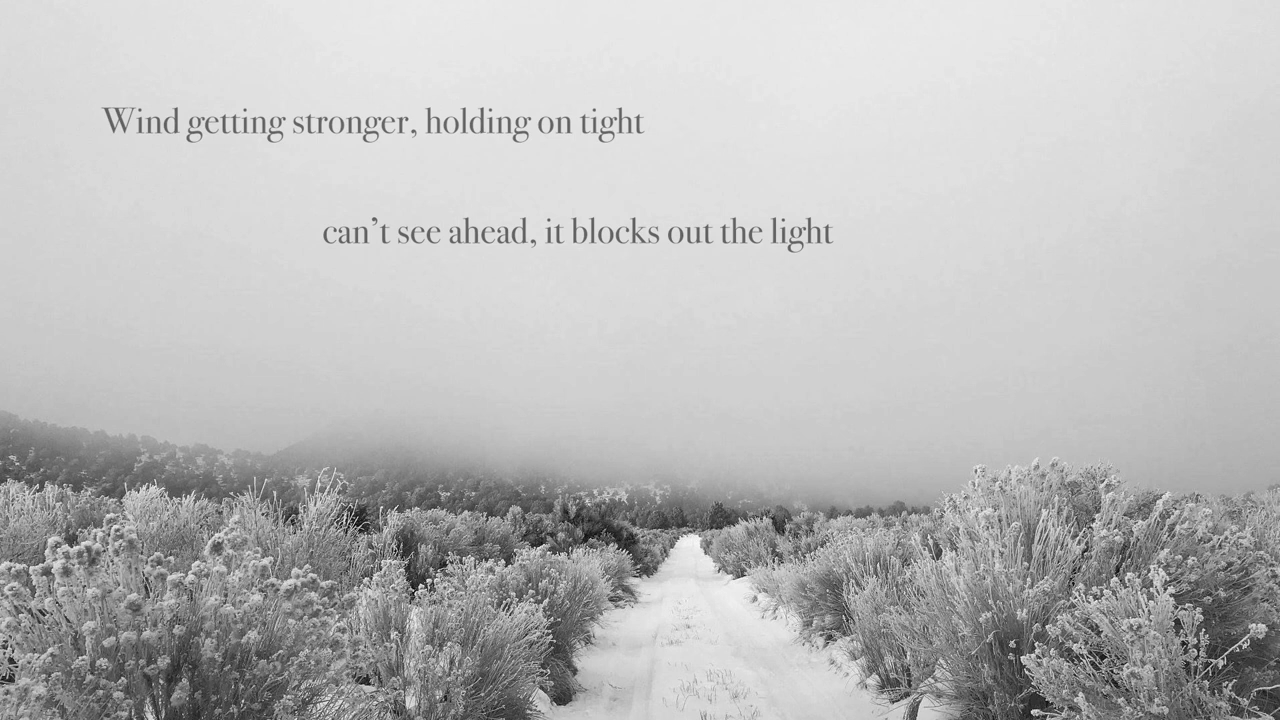 Wind getting stronger, holding on tight
can’t see ahead, it blocks out the light